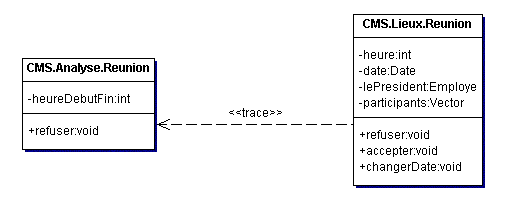 CMS.Analyse.Reunion
-heureDebutFin:int
+refuser:void
<<trace>>
CMS.Lieux.Reunion
-heure:int
-date:Date
-lePresident:Employe
-participants:Vector
+refuser:void
+accepter:void
+changerDate:void